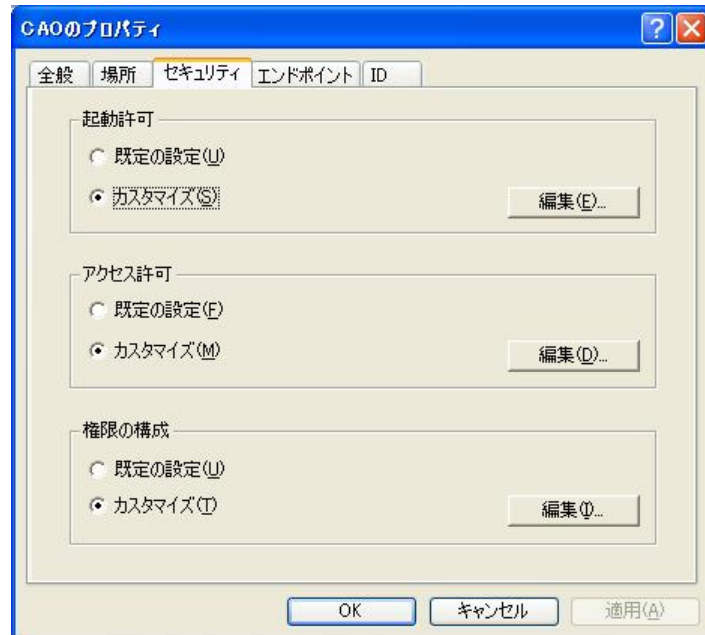 CAOのプロパティ
全般 場所 セキュリティ エンドポイント ID
起動許可
既定の設定(U)
カスタマイズ(S)
編集(E)...
アクセス許可
既定の設定(F)
カスタマイズ(M)
編集(D)...
権限の構成
既定の設定(U)
カスタマイズ(T)
編集(I)...
OK キャンセル 適用(A)